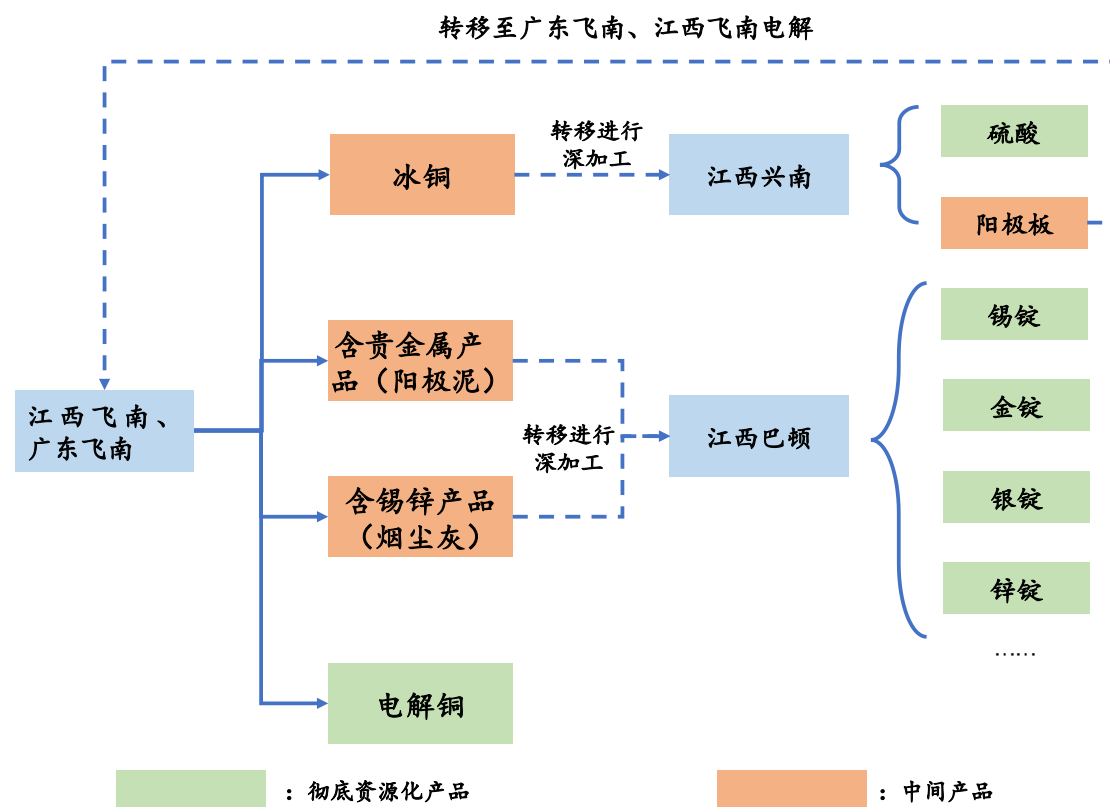 转移至广东飞南、江西飞南电解
冰铜
转移进行
深加工
江西兴南
硫酸
阳极板
含贵金属产
品（阳极泥）
江西飞南、
广东飞南
转移进行
深加工
含锡锌产品
（烟尘灰）
江西巴顿
锡锭
金锭
银锭
锌锭
……
电解铜
：彻底资源化产品
：中间产品